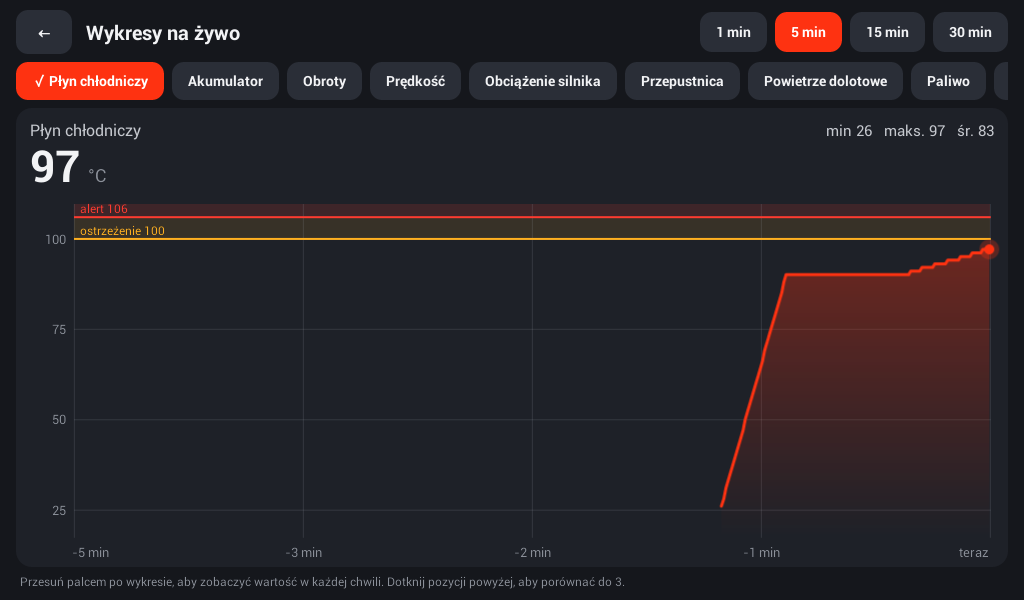 ← Wykresy na żywo 1 min 5 min 15 min 30 min
✓ Płyn chłodniczy Akumulator Obroty Prędkość Obciążenie silnika Przepustnica Powietrze dolotowe Paliwo
Płyn chłodniczy min 26 maks. 97 śr. 83
97 °C
alert 106
ostrzeżenie 100
100
75
50
25
-5 min -3 min -2 min -1 min teraz
Przesuń palcem po wykresie, aby zobaczyć wartość w każdej chwili. Dotknij pozycji powyżej, aby porównać do 3.